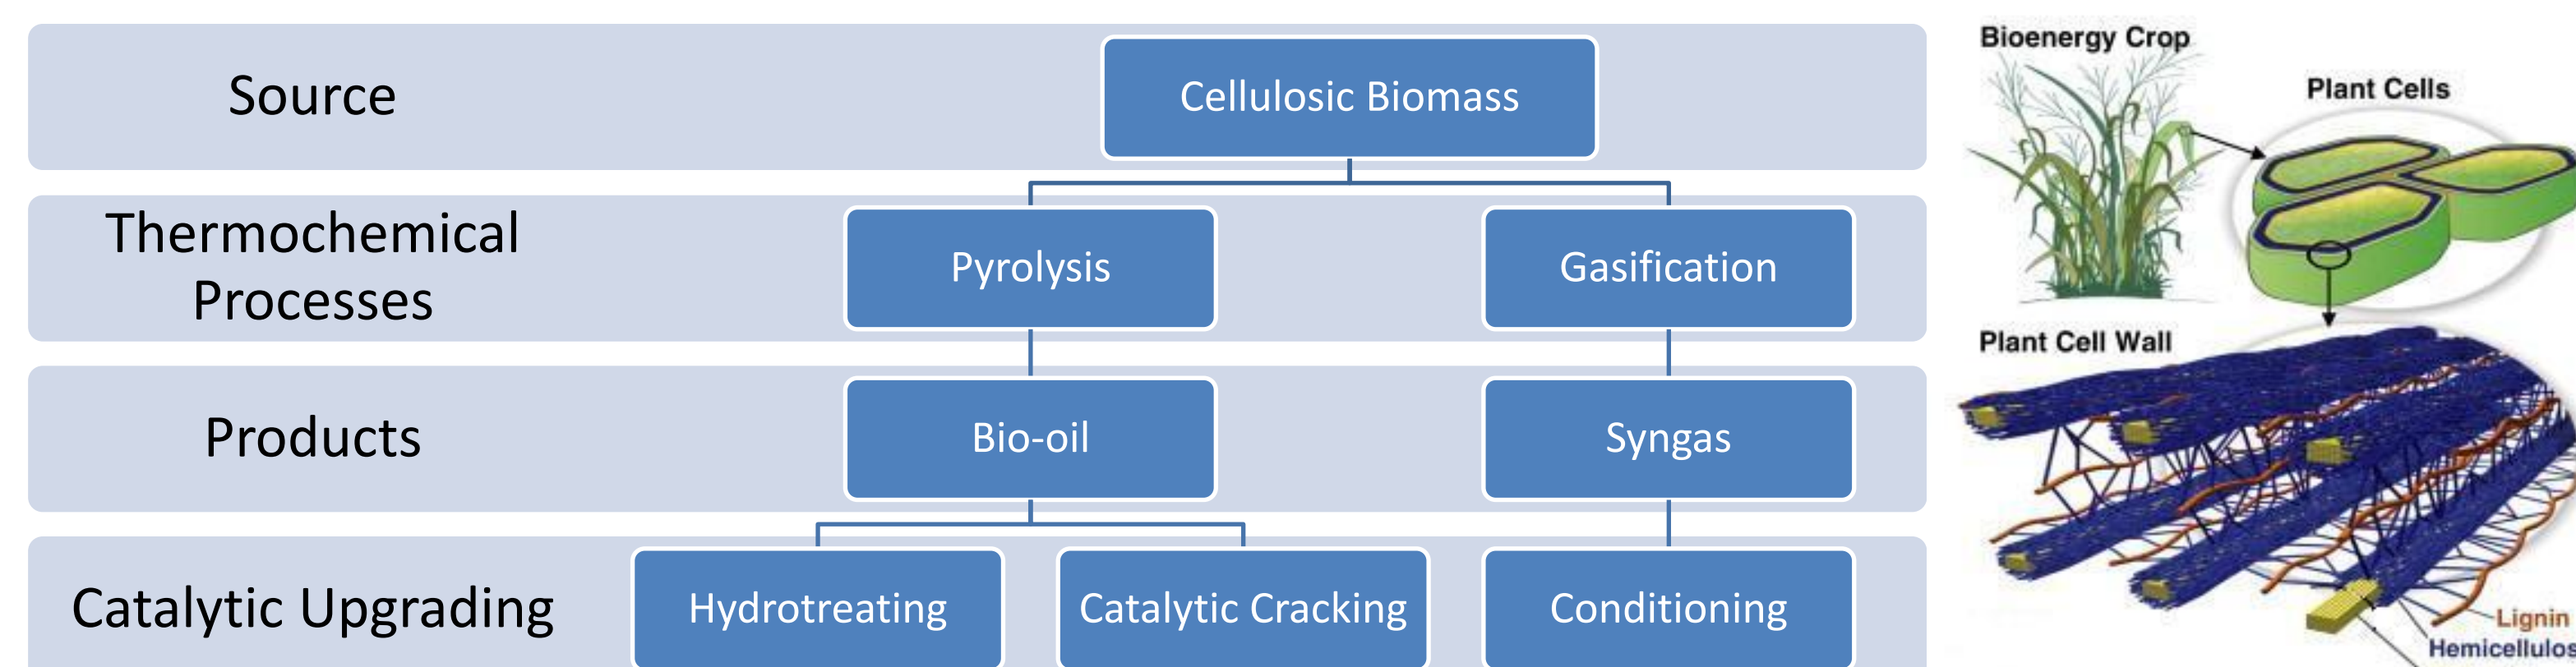 Source
Cellulosic Biomass
Thermochemical
Processes
Pyrolysis
Gasification
Products
Bio-oil
Syngas
Catalytic Upgrading
Hydrotreating
Catalytic Cracking
Conditioning
Bioenergy Crop
Plant Cells
Plant Cell Wall
Lignin